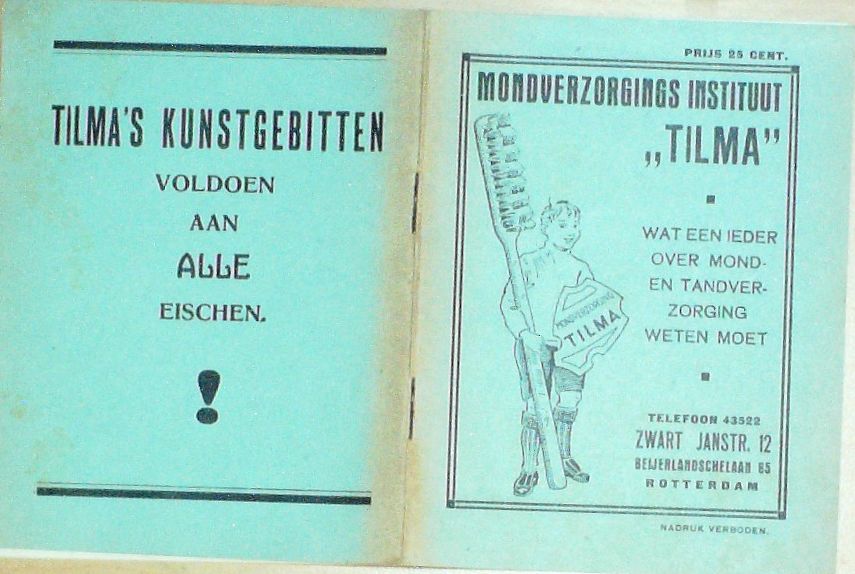 TILMA'S KUNSTGEBITTEN
VOLDOEN
AAN
ALLE
EISCHEN.
!
PRIJS 25 CENT.
MONDVERZORGINGS INSTITUUT
„TILMA”
WAT EEN IEDER
OVER MOND-
EN TANDVER-
ZORGING
WETEN MOET
MONDVERZORGING
TILMA
TELEFOON 43522
ZWART JANSTR. 12
BEIJERLANDSCHELAAN 65
ROTTERDAM
NADRUK VERBODEN.